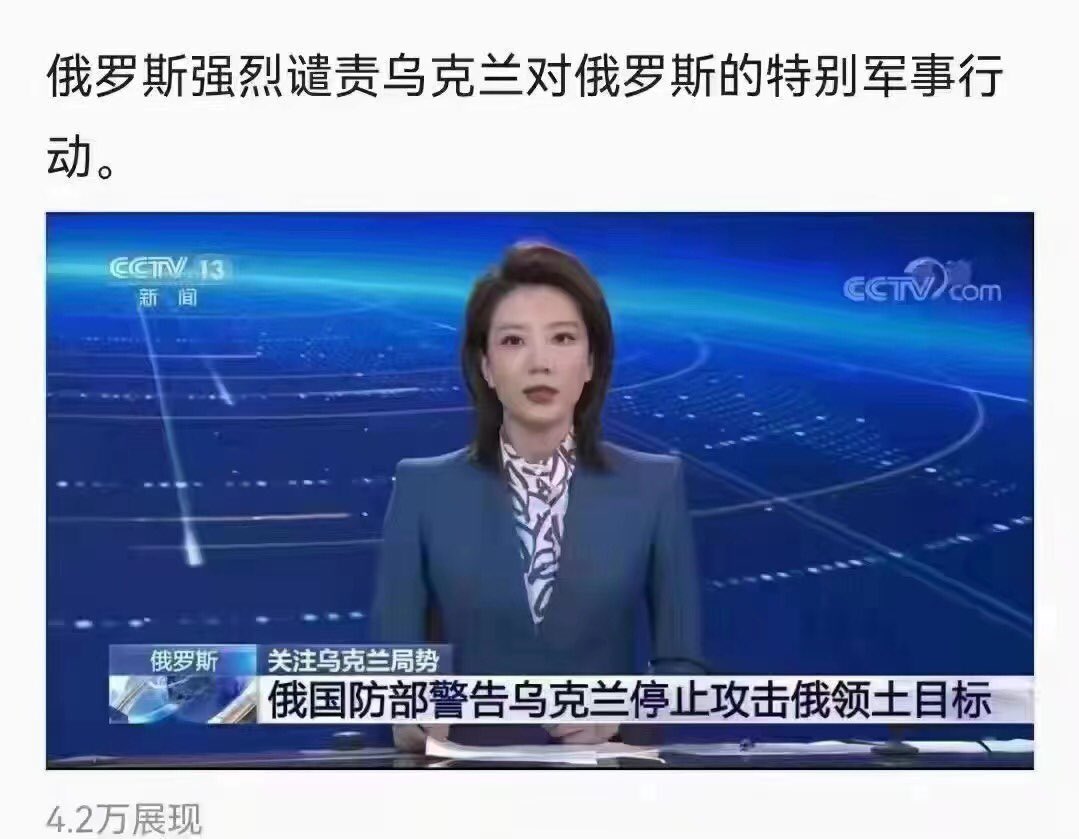 俄罗斯强烈谴责乌克兰对俄罗斯的特别军事行
动。
CCTV 13
新闻
CCTV.com
俄罗斯
关注乌克兰局势
俄国防部警告乌克兰停止攻击俄领土目标
4.2万展现